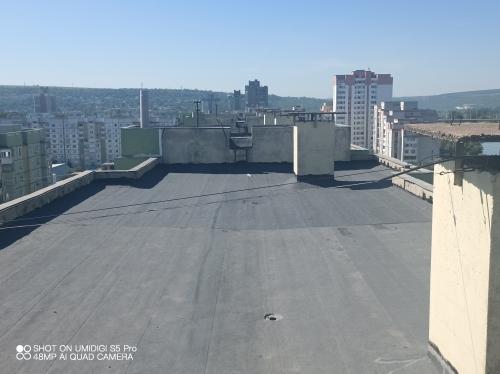 SHOT ON UMIDIGI S5 Pro
48MP AI QUAD CAMERA